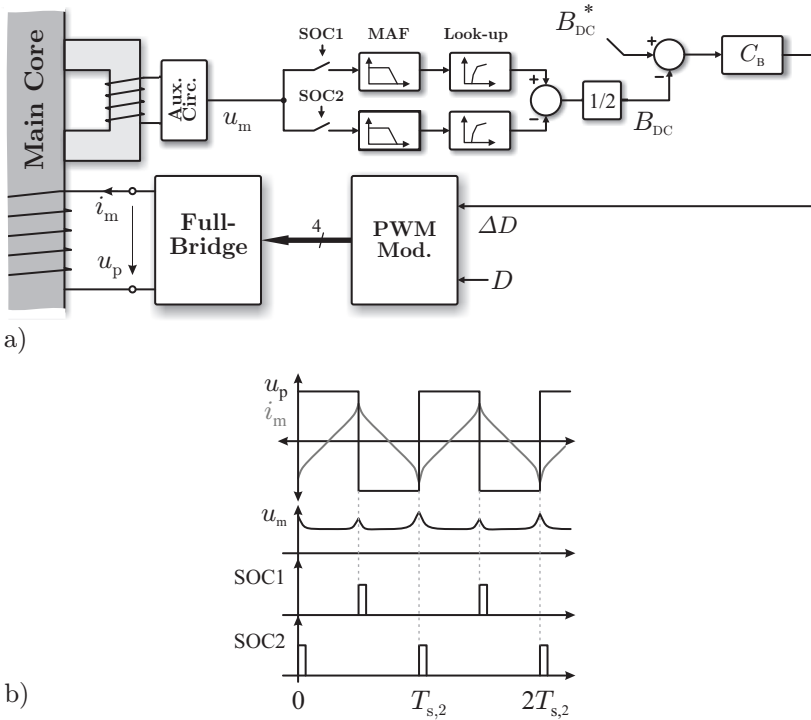 Main Core
Aux. Circ.
u_m
SOC1
SOC2
MAF
Look-up
+
−
1/2
B_DC
B_DC*
+
−
C_B
i_m
u_p
Full-
Bridge
4
PWM
Mod.
ΔD
D
a)
u_p
i_m
u_m
SOC1
SOC2
0
T_s,2
2T_s,2
b)